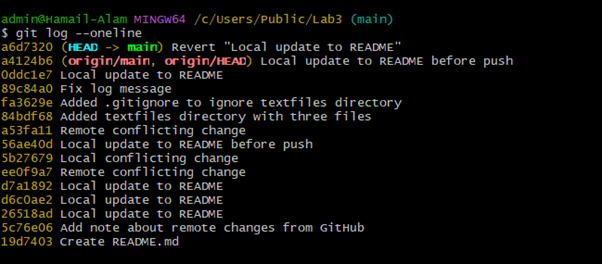 admin@Hamail-Alam MINGW64 /c/Users/Public/Lab3 (main)
$ git log --oneline
a6d7320 (HEAD -> main) Revert "Local update to README"
a4124b6 (origin/main, origin/HEAD) Local update to README before push
0ddc1e7 Local update to README
89c84a0 Fix log message
fa3629e Added .gitignore to ignore textfiles directory
84bdf68 Added textfiles directory with three files
a53fa11 Remote conflicting change
56ae40d Local update to README before push
5b27679 Local conflicting change
ee0f9a7 Remote conflicting change
d7a1892 Local update to README
d6c0ae2 Local update to README
26518ad Local update to README
5c76e06 Add note about remote changes from GitHub
19d7403 Create README.md